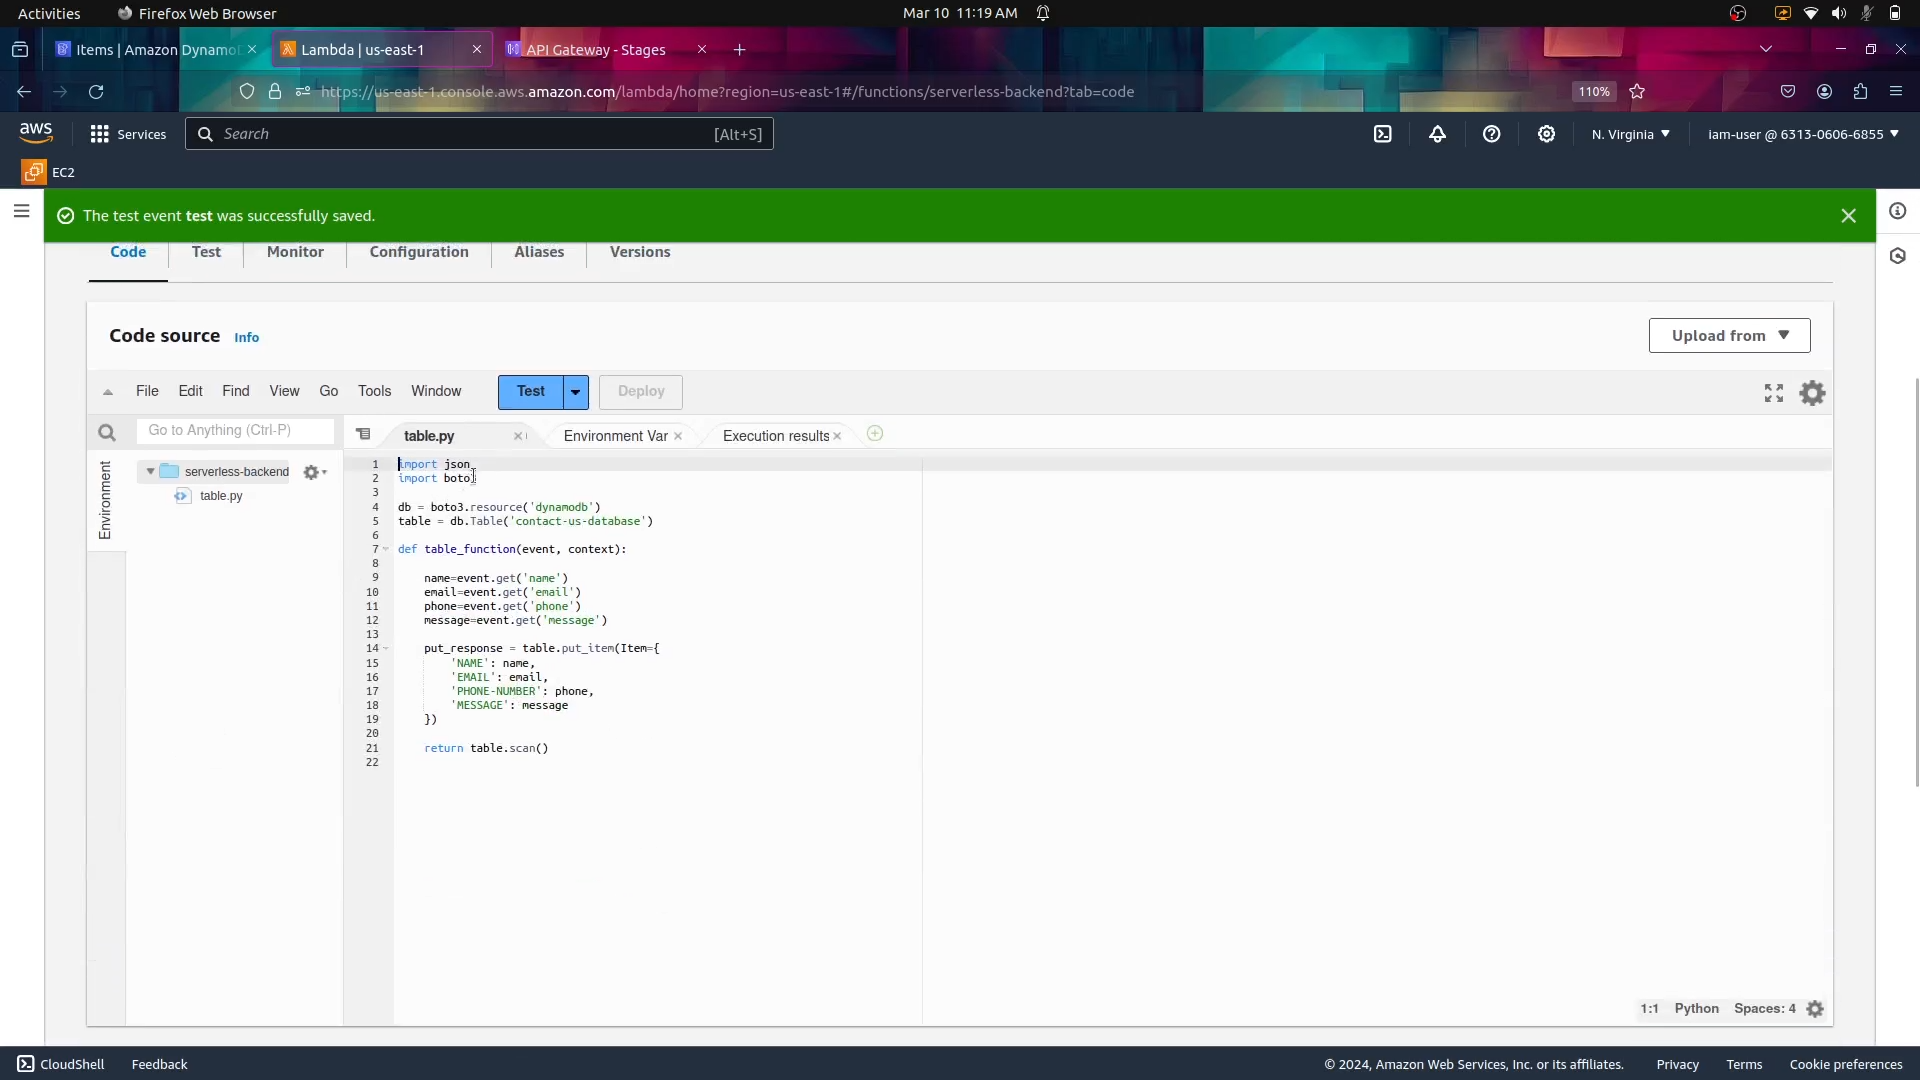 Activities
Firefox Web Browser
Mar 10 11:19 AM
Items | Amazon Dynamo
Lambda | us-east-1
API Gateway - Stages
https://us-east-1.console.aws.amazon.com/lambda/home?region=us-east-1#/functions/serverless-backend?tab=code
110%
aws
Services
Search
[Alt+S]
N. Virginia
iam-user @ 6313-0606-6855
EC2
The test event test was successfully saved.
Code
Test
Monitor
Configuration
Aliases
Versions
Code source
Info
Upload from
File
Edit
Find
View
Go
Tools
Window
Test
Deploy
Go to Anything (Ctrl-P)
table.py
Environment Var
Execution results
Environment
serverless-backend
table.py
1 import json
2 import boto
3
4 db = boto3.resource('dynamodb')
5 table = db.Table('contact-us-database')
6
7 def table_function(event, context):
8
9 name=event.get('name')
10 email=event.get('email')
11 phone=event.get('phone')
12 message=event.get('message')
13
14 put_response = table.put_item(Item={
15 'NAME': name,
16 'EMAIL': email,
17 'PHONE-NUMBER': phone,
18 'MESSAGE': message
19 })
20
21 return table.scan()
22
1:1 Python Spaces: 4
CloudShell
Feedback
© 2024, Amazon Web Services, Inc. or its affiliates.
Privacy
Terms
Cookie preferences